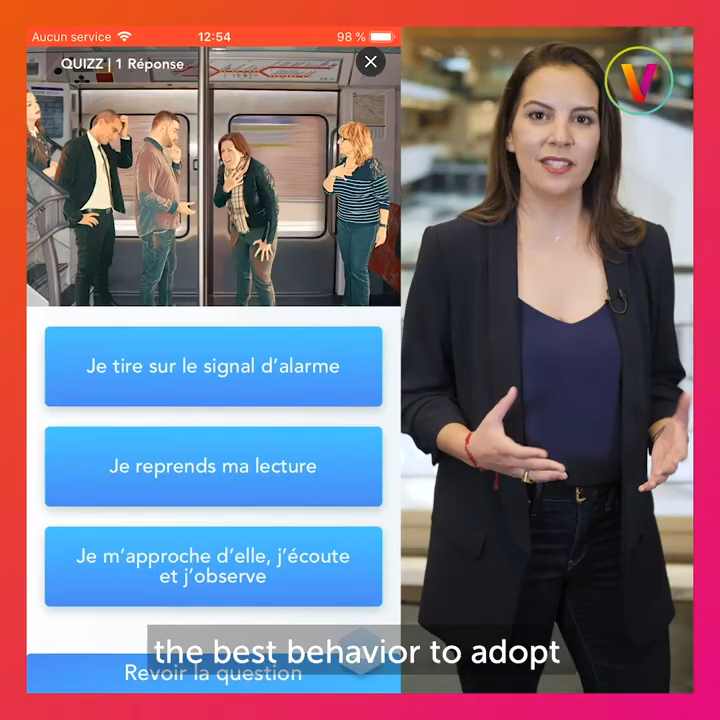 Aucun service 12:54 98 %
QUIZZ | 1 Réponse
Je tire sur le signal d'alarme
Je reprends ma lecture
Je m'approche d'elle, j'écoute
et j'observe
the best behavior to adopt
Revoir la question